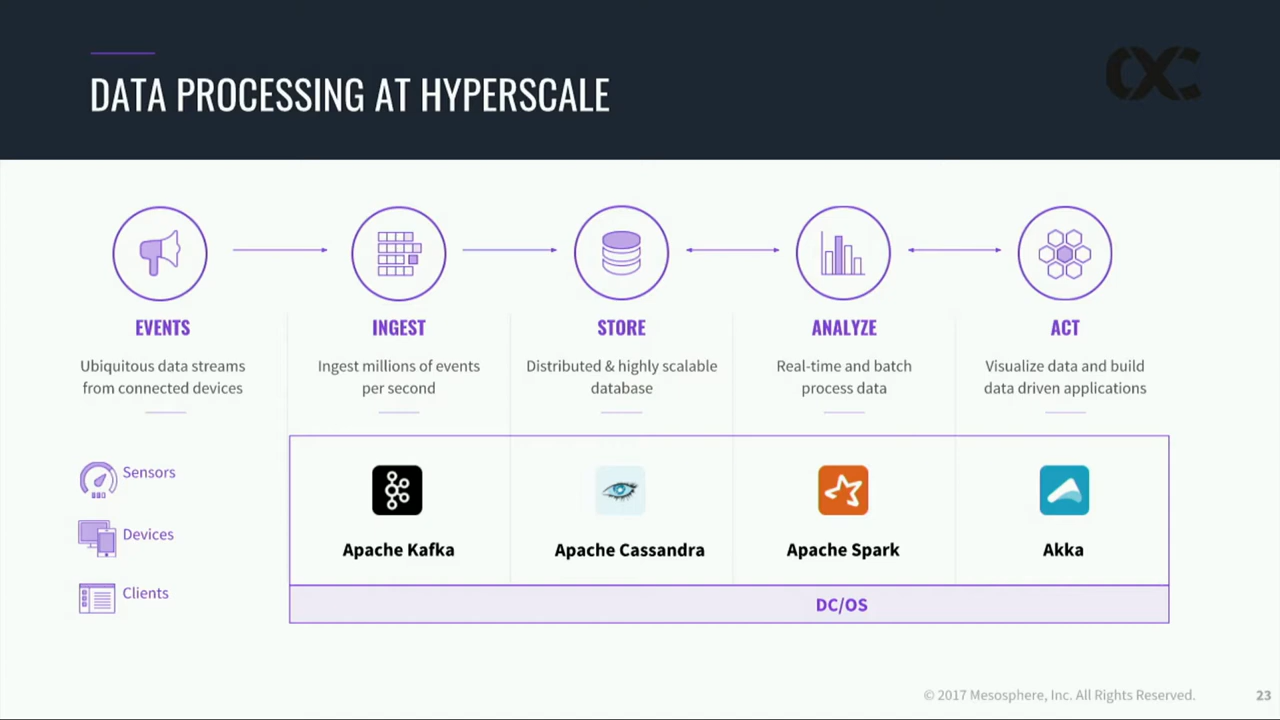 DATA PROCESSING AT HYPERSCALE
EVENTS
Ubiquitous data streams
from connected devices
INGEST
Ingest millions of events
per second
STORE
Distributed & highly scalable
database
ANALYZE
Real-time and batch
process data
ACT
Visualize data and build
data driven applications
Sensors
Devices
Clients
Apache Kafka
Apache Cassandra
Apache Spark
Akka
DC/OS
© 2017 Mesosphere, Inc. All Rights Reserved.
23